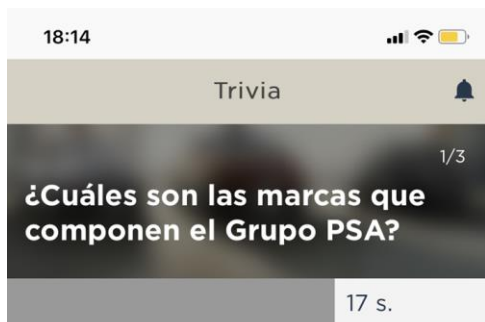 18:14
Trivia
1/3
¿Cuáles son las marcas que
componen el Grupo PSA?
17 s.